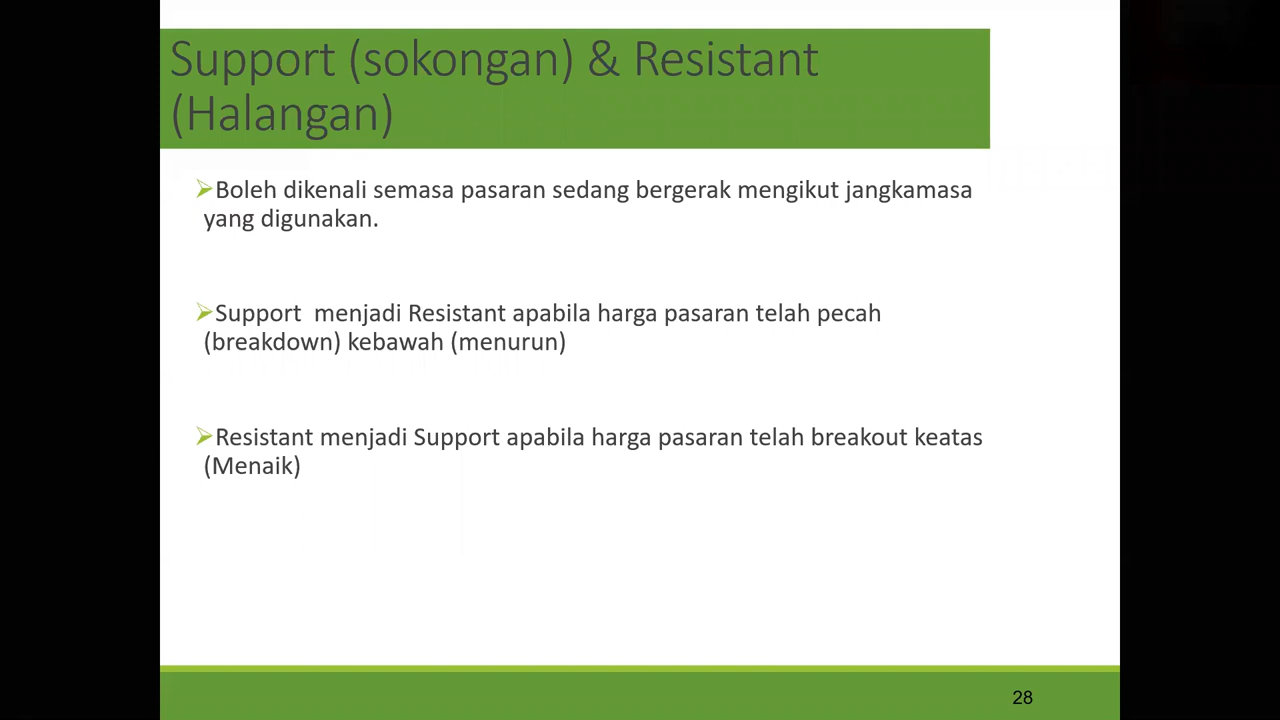 Support (sokongan) & Resistant
(Halangan)
Boleh dikenali semasa pasaran sedang bergerak mengikut jangkamasa
yang digunakan.
Support  menjadi Resistant apabila harga pasaran telah pecah
(breakdown) kebawah (menurun)
Resistant menjadi Support apabila harga pasaran telah breakout keatas
(Menaik)
28